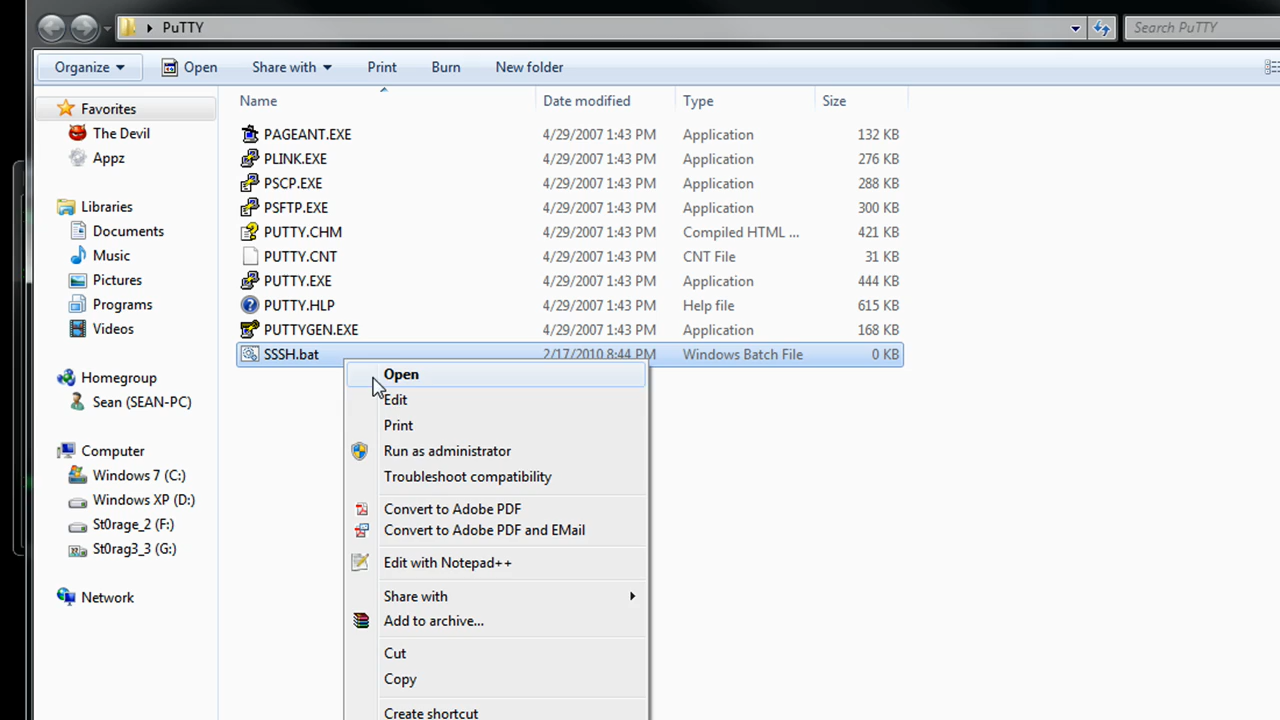 PuTTY
Search PuTTY
Organize Open Share with Print Burn New folder
Name Date modified Type Size
Favorites
The Devil
Appz
Libraries
Documents
Music
Pictures
Programs
Videos
Homegroup
Sean (SEAN-PC)
Computer
Windows 7 (C:)
Windows XP (D:)
St0rage_2 (F:)
St0rag3_3 (G:)
Network
PAGEANT.EXE 4/29/2007 1:43 PM Application 132 KB
PLINK.EXE 4/29/2007 1:43 PM Application 276 KB
PSCP.EXE 4/29/2007 1:43 PM Application 288 KB
PSFTP.EXE 4/29/2007 1:43 PM Application 300 KB
PUTTY.CHM 4/29/2007 1:43 PM Compiled HTML ... 421 KB
PUTTY.CNT 4/29/2007 1:43 PM CNT File 31 KB
PUTTY.EXE 4/29/2007 1:43 PM Application 444 KB
PUTTY.HLP 4/29/2007 1:43 PM Help file 615 KB
PUTTYGEN.EXE 4/29/2007 1:43 PM Application 168 KB
SSSH.bat 2/17/2010 8:44 PM Windows Batch File 0 KB
Open
Edit
Print
Run as administrator
Troubleshoot compatibility
Convert to Adobe PDF
Convert to Adobe PDF and EMail
Edit with Notepad++
Share with
Add to archive...
Cut
Copy
Create shortcut